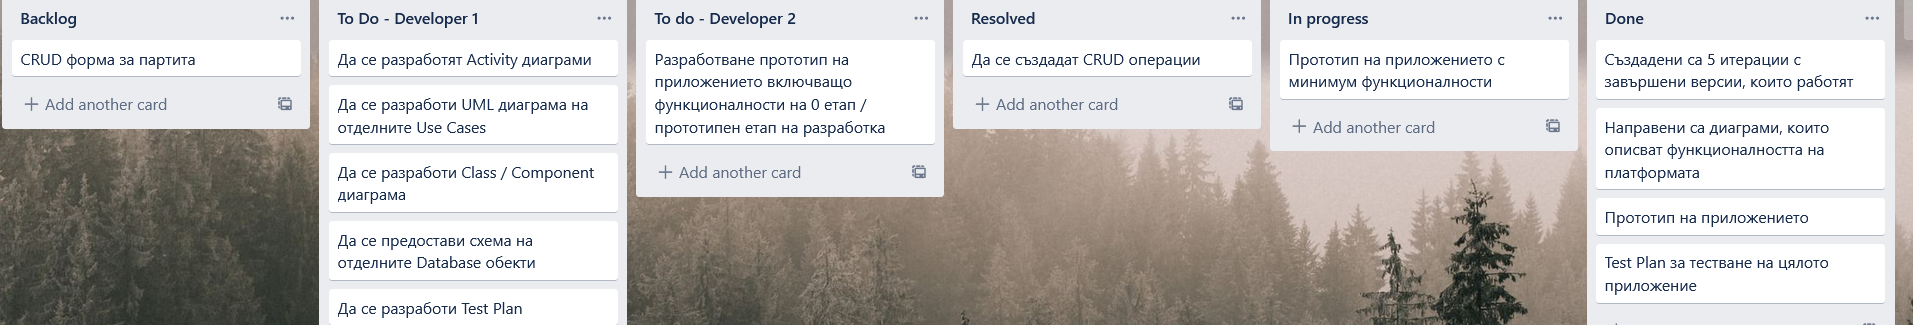 Backlog
CRUD форма за партита
Add another card
To Do - Developer 1
Да се разработят Activity диаграми
Да се разработи UML диаграма на
отделните Use Cases
Да се разработи Class / Component
диаграма
Да се предостави схема на
отделните Database обекти
Да се разработи Test Plan
To do - Developer 2
Разработване прототип на
приложението включващо
функционалности на 0 етап /
прототипен етап на разработка
Add another card
Resolved
Да се създадат CRUD операции
Add another card
In progress
Прототип на приложението с
минимум функционалности
Add another card
Done
Създадени са 5 итерации с
завършени версии, които работят
Направени са диаграми, които
описват функционалността на
платформата
Прототип на приложението
Test Plan за тестване на цялото
приложение